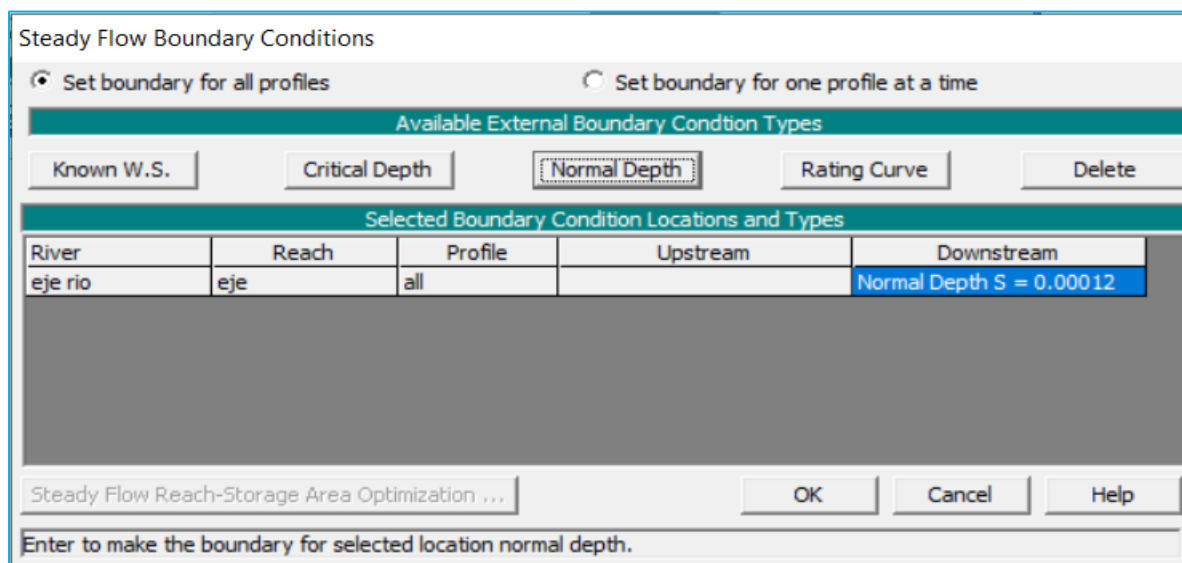 Steady Flow Boundary Conditions
Set boundary for all profiles Set boundary for one profile at a time
Available External Boundary Condtion Types
Known W.S. Critical Depth Normal Depth Rating Curve Delete
Selected Boundary Condition Locations and Types
River Reach Profile Upstream Downstream
eje rio eje all Normal Depth S = 0.00012
Steady Flow Reach-Storage Area Optimization ... OK Cancel Help
Enter to make the boundary for selected location normal depth.